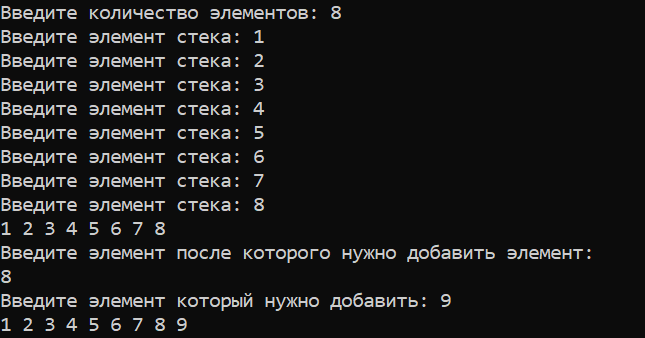 Введите количество элементов: 8
Введите элемент стека: 1
Введите элемент стека: 2
Введите элемент стека: 3
Введите элемент стека: 4
Введите элемент стека: 5
Введите элемент стека: 6
Введите элемент стека: 7
Введите элемент стека: 8
1 2 3 4 5 6 7 8
Введите элемент после которого нужно добавить элемент:
8
Введите элемент который нужно добавить: 9
1 2 3 4 5 6 7 8 9